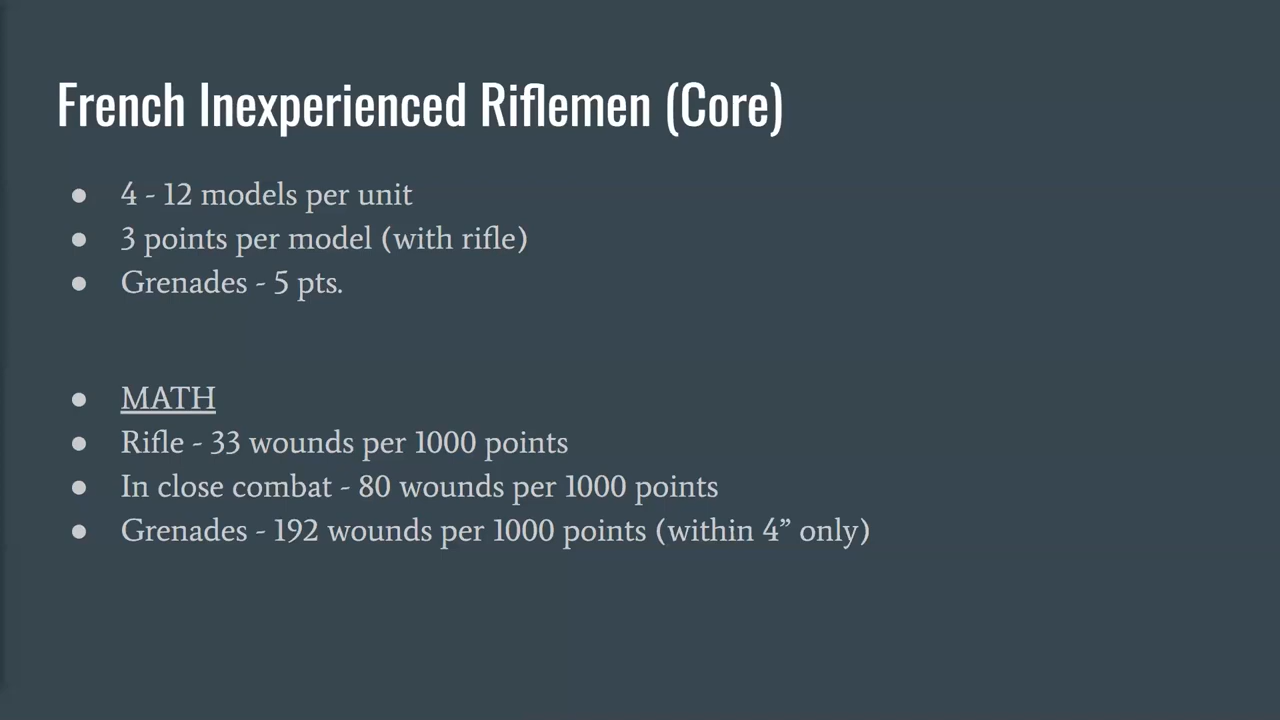 French Inexperienced Riflemen (Core)
● 4 - 12 models per unit
● 3 points per model (with rifle)
● Grenades - 5 pts.
● MATH
● Rifle - 33 wounds per 1000 points
● In close combat - 80 wounds per 1000 points
● Grenades - 192 wounds per 1000 points (within 4” only)